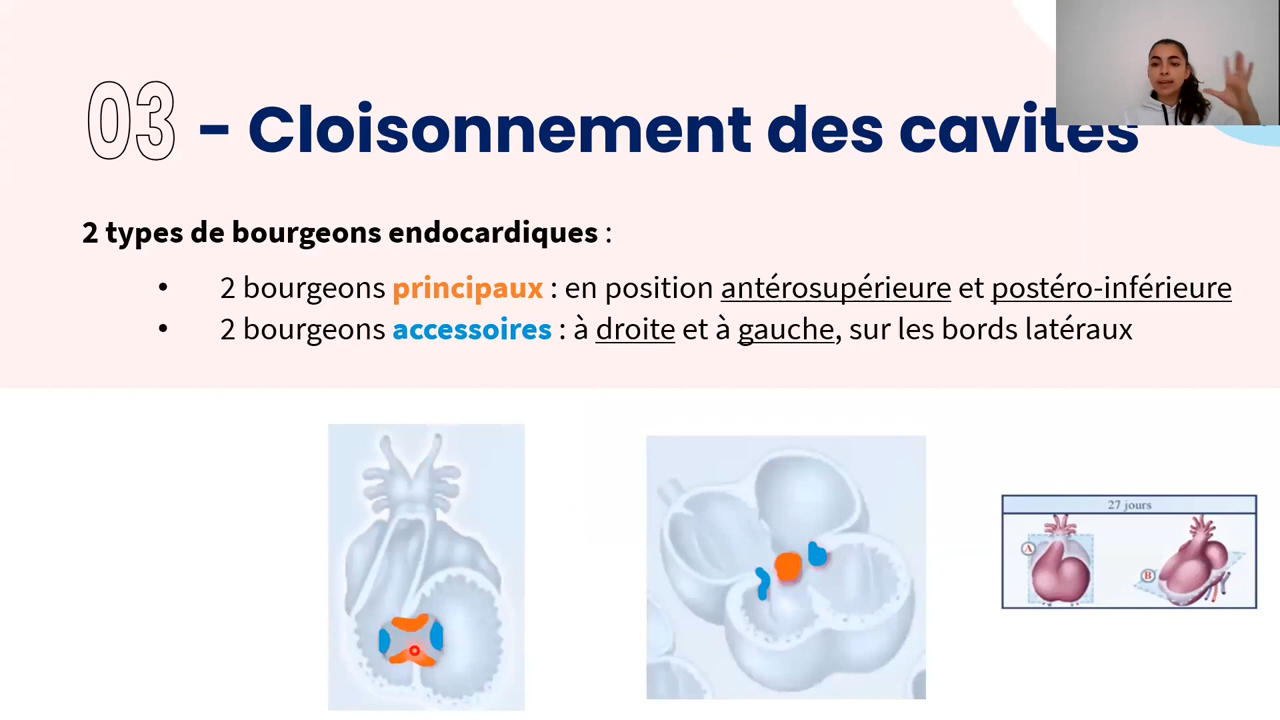 03 - Cloisonnement des cavités
2 types de bourgeons endocardiques :
• 2 bourgeons principaux : en position antérosupérieure et postéro-inférieure
• 2 bourgeons accessoires : à droite et à gauche, sur les bords latéraux
27 jours
A
B